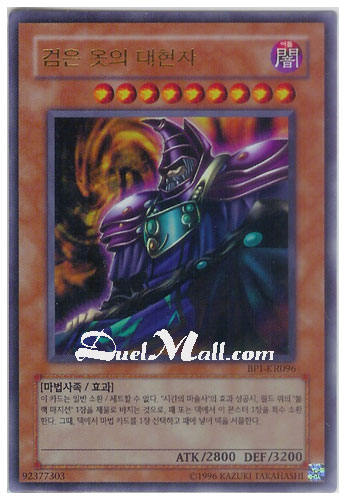 검은 옷의 대현자
어둠
闇
DuelMall.com
BP1-KR096
[마법사족 / 효과]
이 카드는 일반 소환 / 세트할 수 없다. "시간의 마술사"의 효과 성공시, 필드 위의 "블
랙 매지션" 1장을 제물로 바치는 것으로, 패 또는 덱에서 이 몬스터 1장을 특수 소환
한다. 그때, 덱에서 마법 카드를 1장 선택하고 패에 넣어 덱을 셔플한다.
ATK/2800 DEF/3200
92377303
©1996 KAZUKI TAKAHASHI